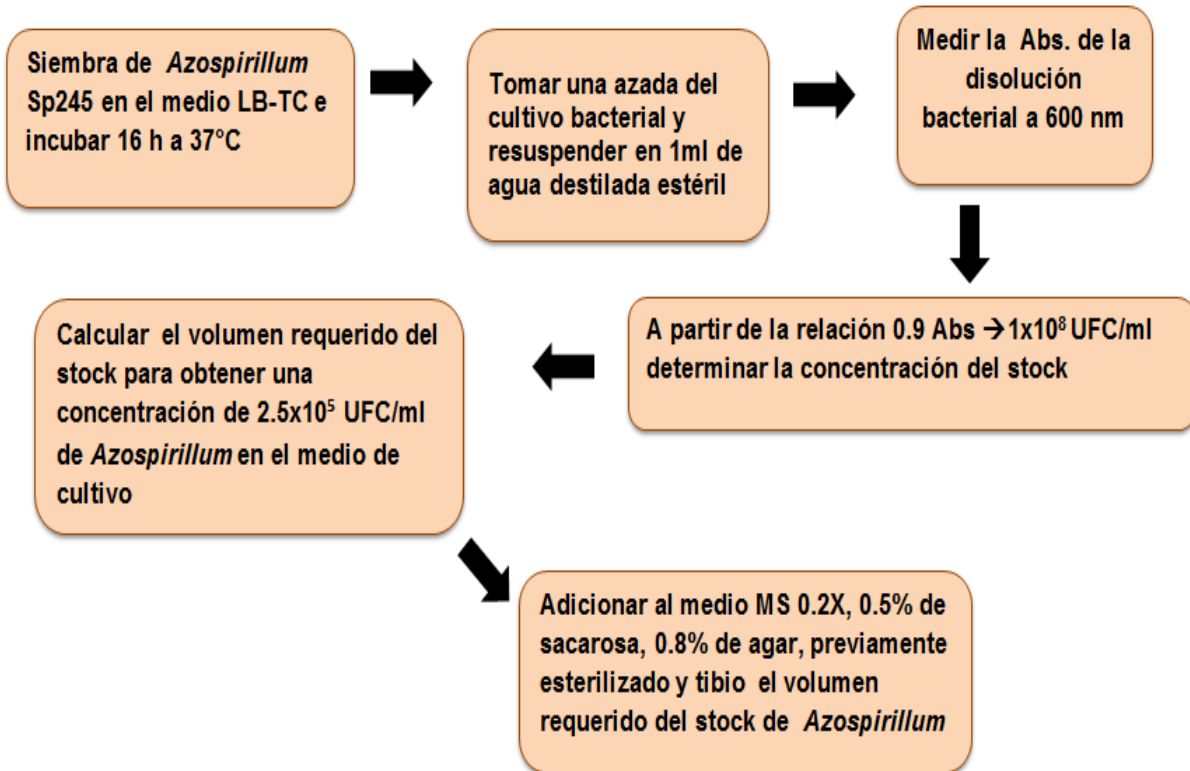 Siembra de Azospirillum
Sp245 en el medio LB-TC e
incubar 16 h a 37°C
Tomar una azada del
cultivo bacterial y
resuspender en 1ml de
agua destilada estéril
Medir la Abs. de la
disolución
bacterial a 600 nm
A partir de la relación 0.9 Abs →1x10⁸ UFC/ml
determinar la concentración del stock
Calcular el volumen requerido del
stock para obtener una
concentración de 2.5x10⁵ UFC/ml
de Azospirillum en el medio de
cultivo
Adicionar al medio MS 0.2X, 0.5% de
sacarosa, 0.8% de agar, previamente
esterilizado y tibio el volumen
requerido del stock de Azospirillum